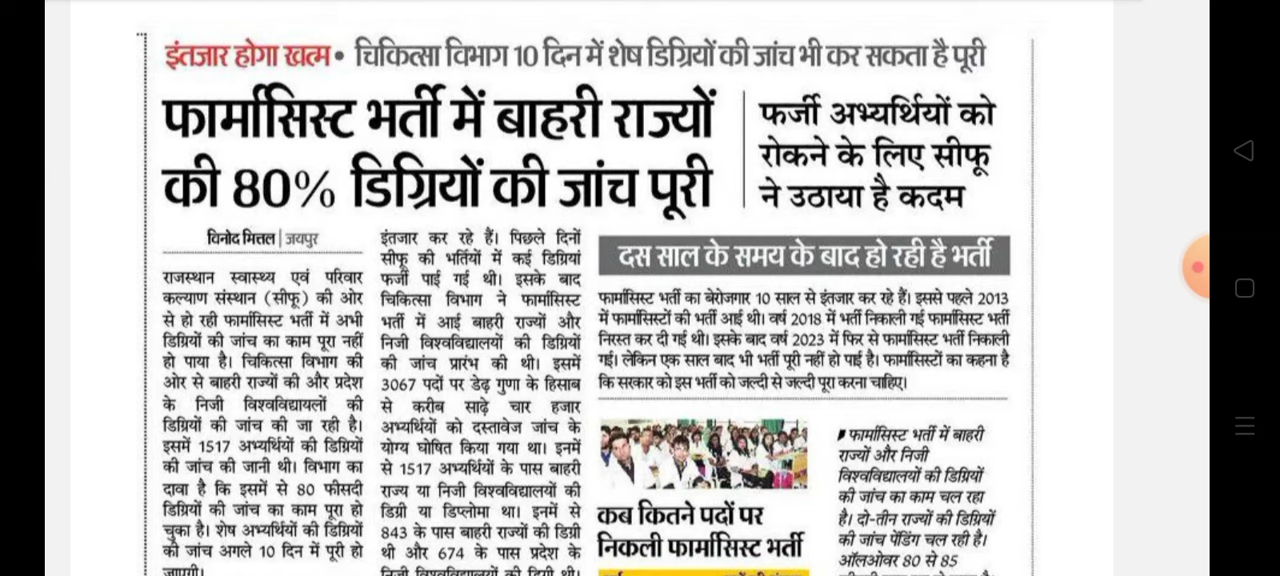 इंतजार होगा खत्म • चिकित्सा विभाग 10 दिन में शेष डिग्रियों की जांच भी कर सकता है पूरी
फार्मासिस्ट भर्ती में बाहरी राज्यों
की 80% डिग्रियों की जांच पूरी
फर्जी अभ्यर्थियों को
रोकने के लिए सीफू
ने उठाया है कदम
विनोद मित्तल | जयपुर
राजस्थान स्वास्थ्य एवं परिवार
कल्याण संस्थान (सीफू) की ओर
से हो रही फार्मासिस्ट भर्ती में अभी
डिग्रियों की जांच का काम पूरा नहीं
हो पाया है। चिकित्सा विभाग की
ओर से बाहरी राज्यों की और प्रदेश
के निजी विश्वविद्यायलों की
डिग्रियों की जांच की जा रही है।
इसमें 1517 अभ्यर्थियों की डिग्रियों
की जांच की जानी थी। विभाग का
दावा है कि इसमें से 80 फीसदी
डिग्रियों की जांच का काम पूरा हो
चुका है। शेष अभ्यर्थियों की डिग्रियों
की जांच अगले 10 दिन में पूरी हो
जाएगी।
इंतजार कर रहे हैं। पिछले दिनों
सीफू की भर्तियों में कई डिग्रियां
फर्जी पाई गई थी। इसके बाद
चिकित्सा विभाग ने फार्मासिस्ट
भर्ती में आई बाहरी राज्यों और
निजी विश्वविद्यालयों की डिग्रियों
की जांच प्रारंभ की थी। इसमें
3067 पदों पर डेढ़ गुणा के हिसाब
से करीब साढ़े चार हजार
अभ्यर्थियों को दस्तावेज जांच के
योग्य घोषित किया गया था। इनमें
से 1517 अभ्यर्थियों के पास बाहरी
राज्य या निजी विश्वविद्यालयों की
डिग्री या डिप्लोमा था। इनमें से
843 के पास बाहरी राज्यों की डिग्री
थी और 674 के पास प्रदेश के
निजी विश्वविद्यालयों की डिग्री थी।
दस साल के समय के बाद हो रही है भर्ती
फार्मासिस्ट भर्ती का बेरोजगार 10 साल से इंतजार कर रहे हैं। इससे पहले 2013
में फार्मासिस्टों की भर्ती आई थी। वर्ष 2018 में भर्ती निकाली गई फार्मासिस्ट भर्ती
निरस्त कर दी गई थी। इसके बाद वर्ष 2023 में फिर से फार्मासिस्ट भर्ती निकाली
गई। लेकिन एक साल बाद भी भर्ती पूरी नहीं हो पाई है। फार्मासिस्टों का कहना है
कि सरकार को इस भर्ती को जल्दी से जल्दी पूरा करना चाहिए।
कब कितने पदों पर
निकली फार्मासिस्ट भर्ती
फार्मासिस्ट भर्ती में बाहरी
राज्यों और निजी
विश्वविद्यालयों की डिग्रियों
की जांच का काम चल रहा
है। दो-तीन राज्यों की डिग्रियों
की जांच पेंडिंग चल रही है।
ऑलओवर 80 से 85